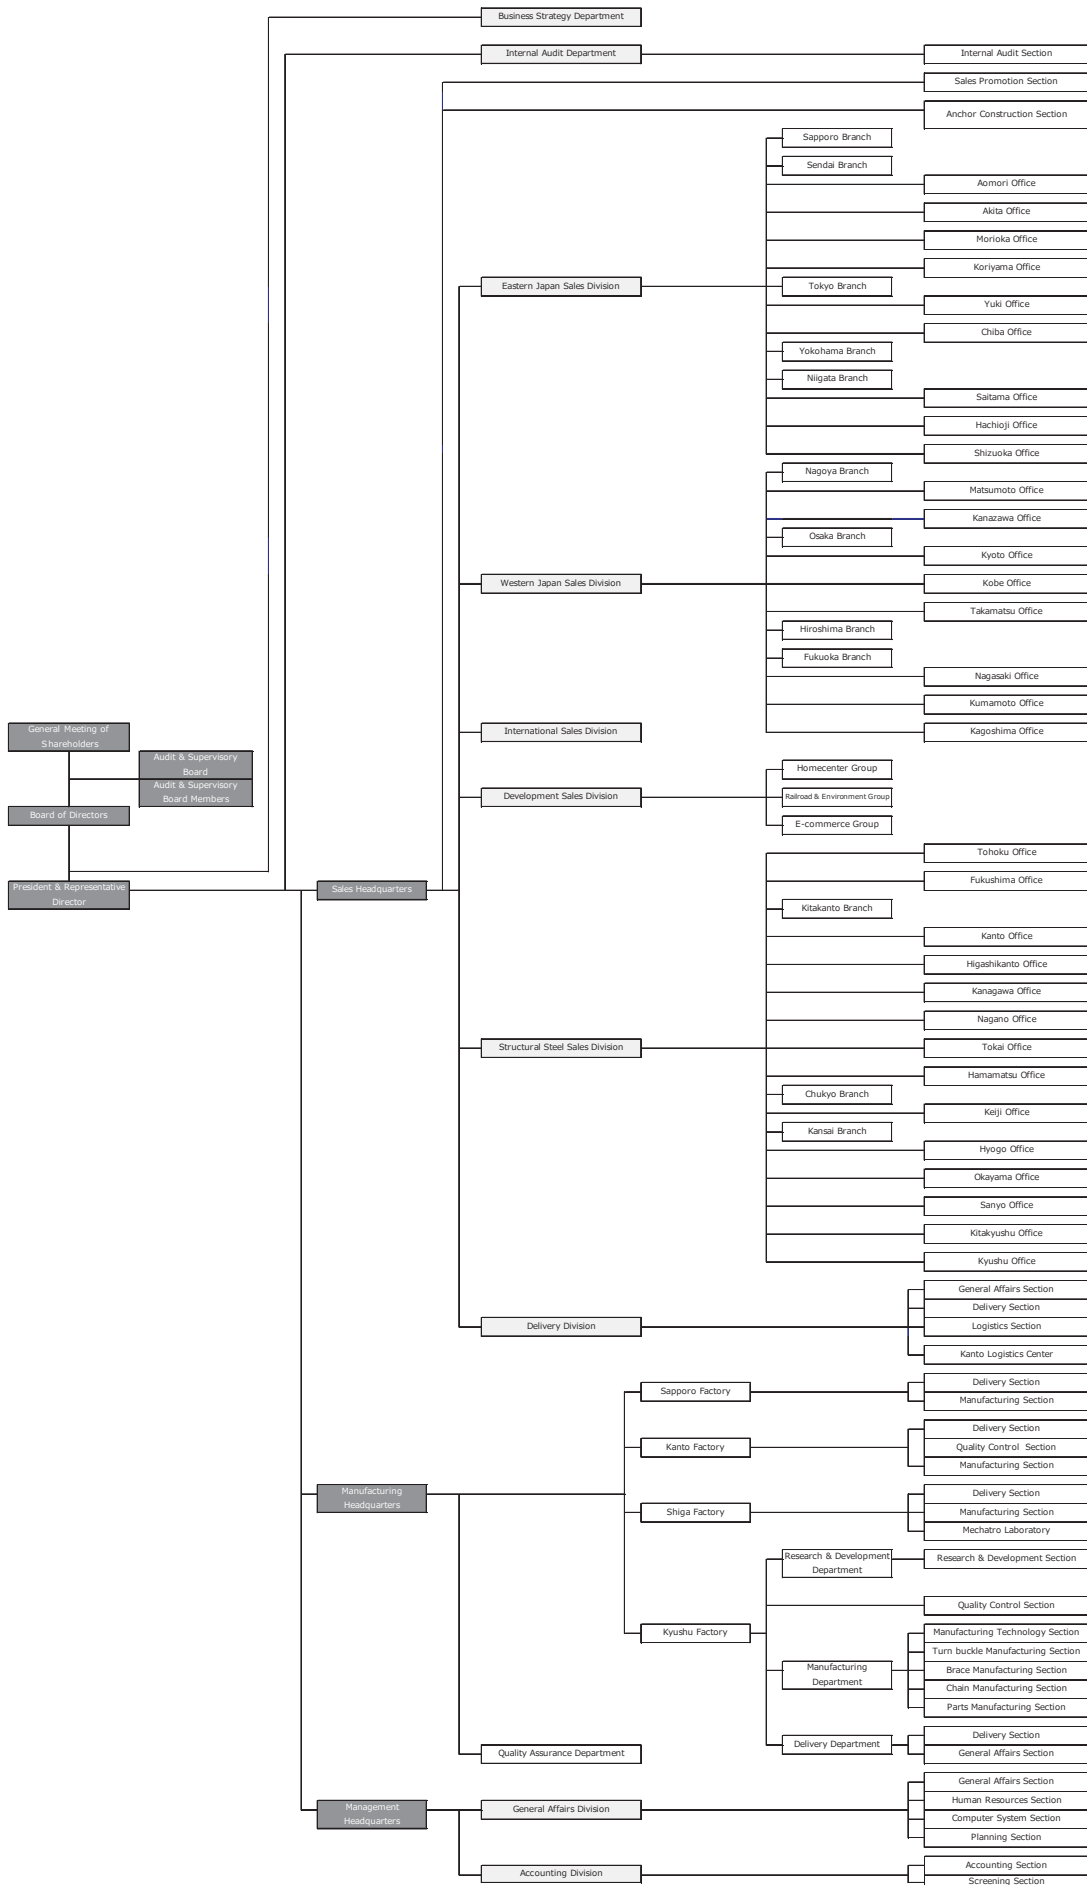 Business Strategy Department
Internal Audit Department
Internal Audit Section
Sales Promotion Section
Anchor Construction Section
Sapporo Branch
Sendai Branch
Aomori Office
Akita Office
Morioka Office
Koriyama Office
Eastern Japan Sales Division
Tokyo Branch
Yuki Office
Chiba Office
Yokohama Branch
Niigata Branch
Saitama Office
Hachioji Office
Shizuoka Office
Nagoya Branch
Matsumoto Office
Kanazawa Office
Osaka Branch
Kyoto Office
Western Japan Sales Division
Kobe Office
Takamatsu Office
Hiroshima Branch
Fukuoka Branch
Nagasaki Office
Kumamoto Office
General Meeting of
Shareholders
International Sales Division
Kagoshima Office
Audit & Supervisory
Board
Audit & Supervisory
Board Members
Homecenter Group
Development Sales Division
Railroad & Environment Group
Board of Directors
E-commerce Group
Tohoku Office
Fukushima Office
President & Representative
Director
Sales Headquarters
Kitakanto Branch
Kanto Office
Higashikanto Office
Kanagawa Office
Nagano Office
Structural Steel Sales Division
Tokai Office
Hamamatsu Office
Chukyo Branch
Keiji Office
Kansai Branch
Hyogo Office
Okayama Office
Sanyo Office
Kitakyushu Office
Kyushu Office
General Affairs Section
Delivery Section
Delivery Division
Logistics Section
Kanto Logistics Center
Sapporo Factory
Delivery Section
Manufacturing Section
Delivery Section
Kanto Factory
Quality Control  Section
Manufacturing Section
Manufacturing
Headquarters
Delivery Section
Shiga Factory
Manufacturing Section
Mechatro Laboratory
Research & Development
Department
Research & Development Section
Quality Control Section
Kyushu Factory
Manufacturing Technology Section
Turn buckle Manufacturing Section
Manufacturing
Department
Brace Manufacturing Section
Chain Manufacturing Section
Parts Manufacturing Section
Delivery Department
Delivery Section
Quality Assurance Department
General Affairs Section
General Affairs Section
Management
Headquarters
General Affairs Division
Human Resources Section
Computer System Section
Planning Section
Accounting Division
Accounting Section
Screening Section